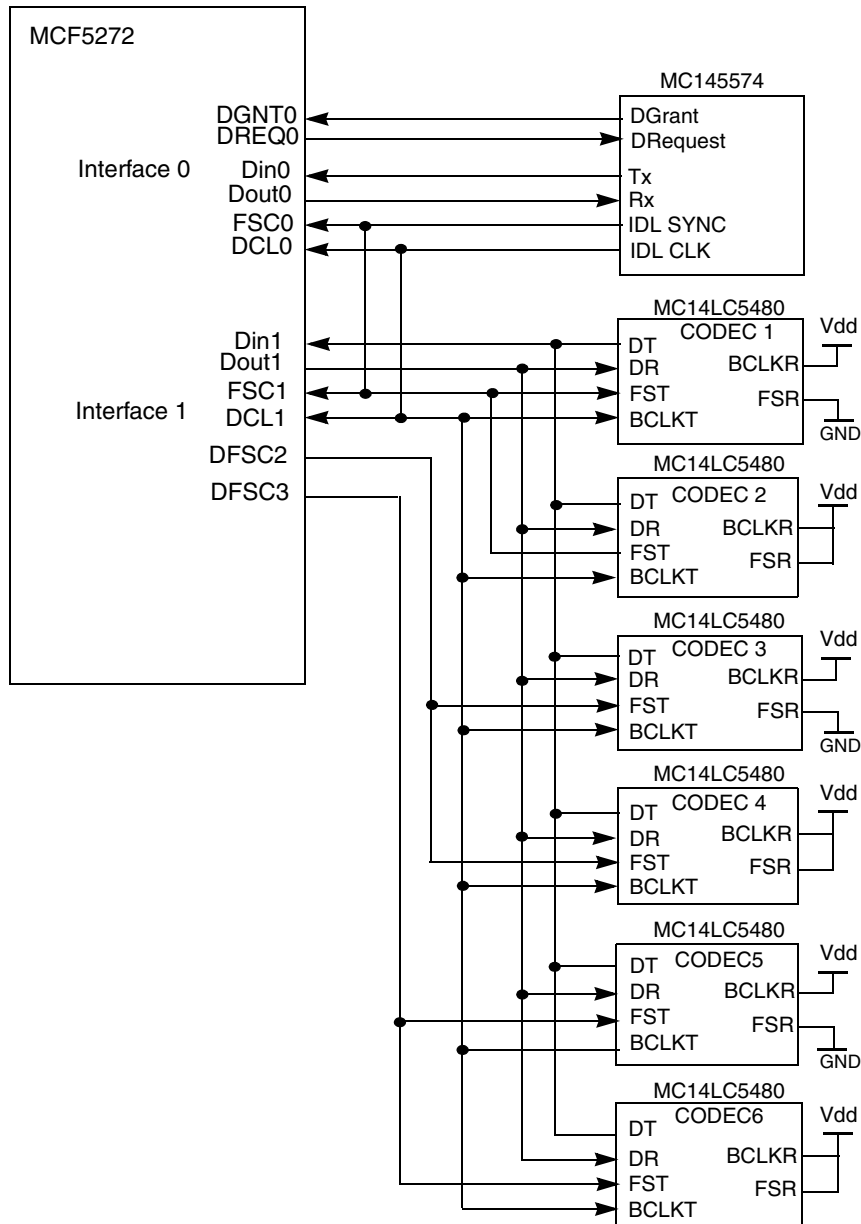 MCF5272
DGNT0
DREQ0
Interface 0
Din0
Dout0
FSC0
DCL0
Din1
Dout1
FSC1
Interface 1
DCL1
DFSC2
DFSC3
MC145574
DGrant
DRequest
Tx
Rx
IDL SYNC
IDL CLK
MC14LC5480
CODEC 1
DT
DR
FST
BCLKT
BCLKR
FSR
Vdd
GND
MC14LC5480
CODEC 2
DT
DR
FST
BCLKT
BCLKR
FSR
Vdd
MC14LC5480
CODEC 3
DT
DR
FST
BCLKT
BCLKR
FSR
Vdd
GND
MC14LC5480
CODEC 4
DT
DR
FST
BCLKT
BCLKR
FSR
Vdd
MC14LC5480
CODEC5
DT
DR
FST
BCLKT
BCLKR
FSR
Vdd
GND
MC14LC5480
CODEC6
DT
DR
FST
BCLKT
BCLKR
FSR
Vdd